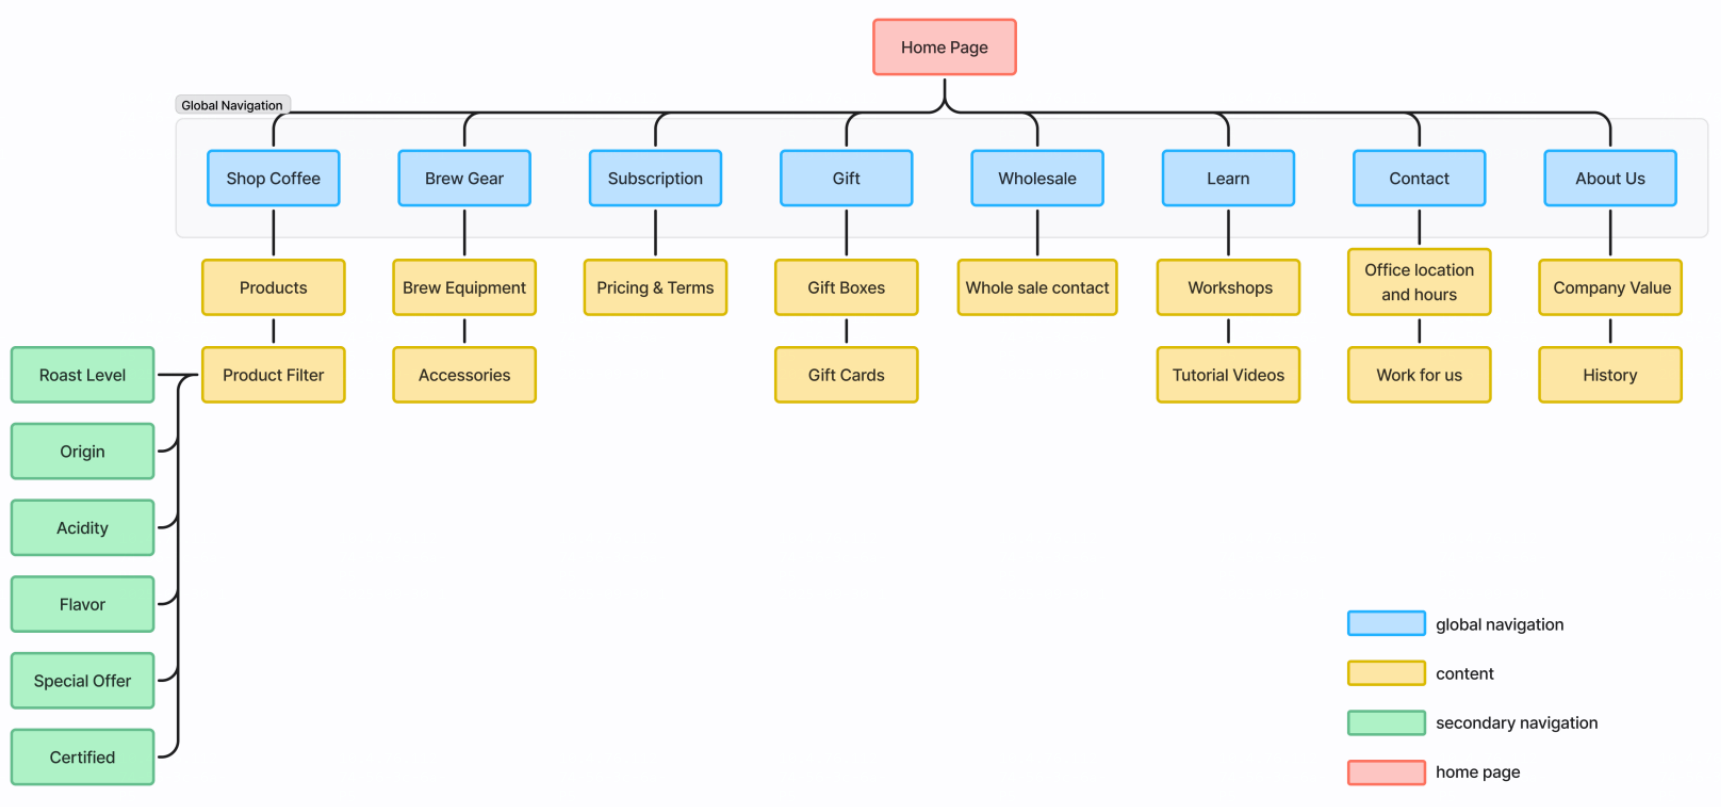 Home Page
Global Navigation
Shop Coffee
Brew Gear
Subscription
Gift
Wholesale
Learn
Contact
About Us
Products
Brew Equipment
Pricing & Terms
Gift Boxes
Whole sale contact
Workshops
Office location
and hours
Company Value
Roast Level
Product Filter
Accessories
Gift Cards
Tutorial Videos
Work for us
History
Origin
Acidity
Flavor
Special Offer
Certified
global navigation
content
secondary navigation
home page